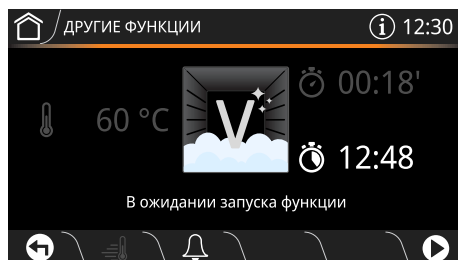 ДРУГИЕ ФУНКЦИИ
i 12:30
60 °C
V
00:18'
12:48
В ожидании запуска функции